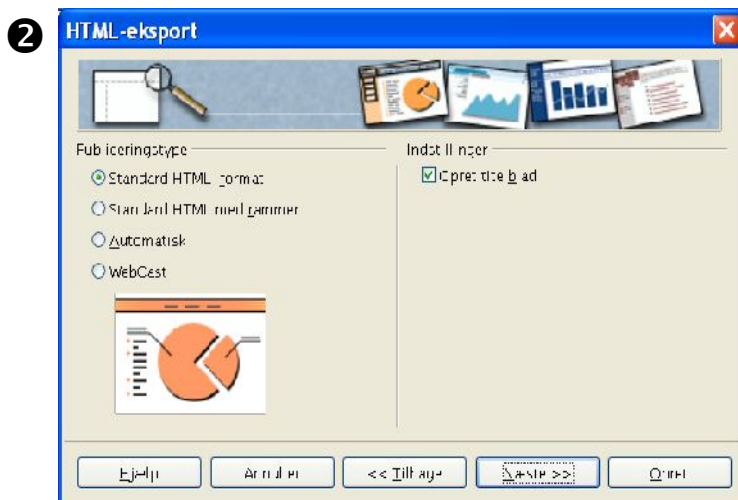 ❷
HTML-eksport
Publiceringstype
Indstillinger
Standard HTML-format
Opret titelblad
Standard HTML med rammer
Automatisk
WebCast
Hjælp
Annuller
<< Tilbage
Næste >>
Opret